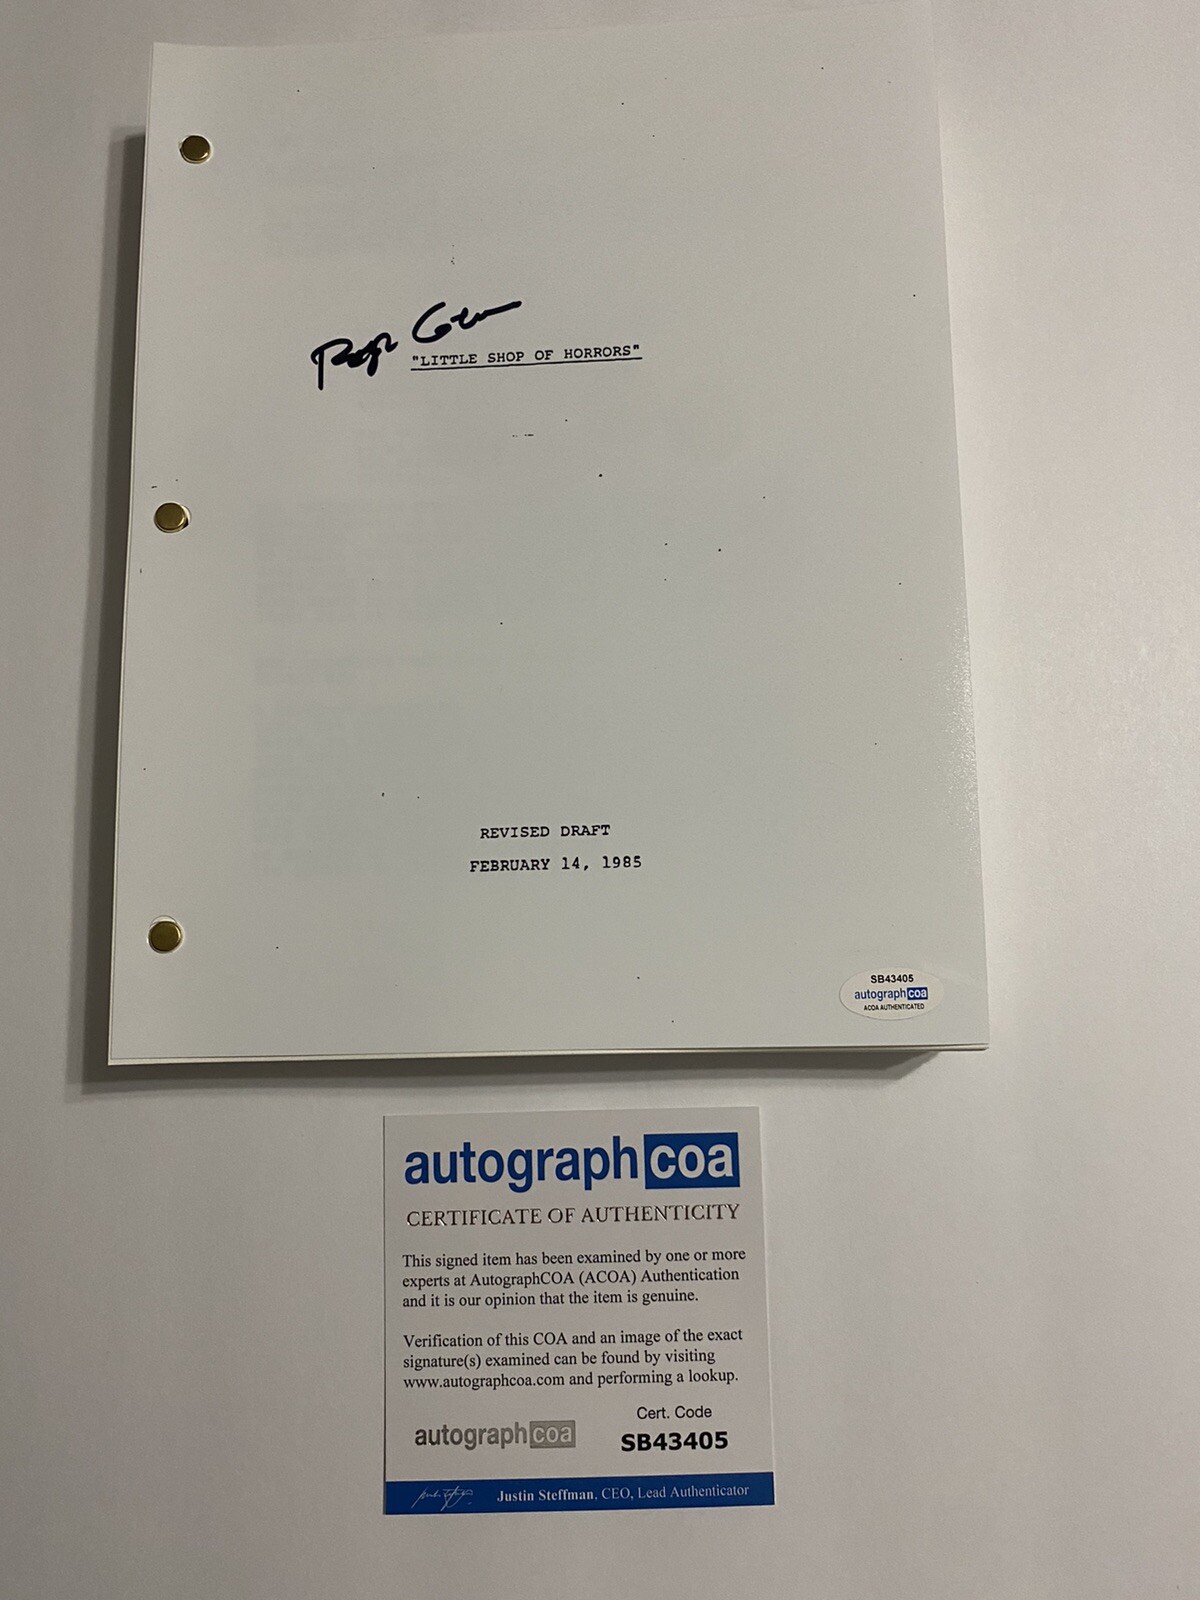 Roger Corman
"LITTLE SHOP OF HORRORS"
REVISED DRAFT
FEBRUARY 14, 1985
SB43405
autographcoa
ACOA AUTHENTICATED
autographcoa
CERTIFICATE OF AUTHENTICITY
This signed item has been examined by one or more
experts at AutographCOA (ACOA) Authentication
and it is our opinion that the item is genuine.
Verification of this COA and an image of the exact
signature(s) examined can be found by visiting
www.autographcoa.com and performing a lookup.
Cert. Code
autographcoa SB43405
Justin Steffman, CEO, Lead Authenticator